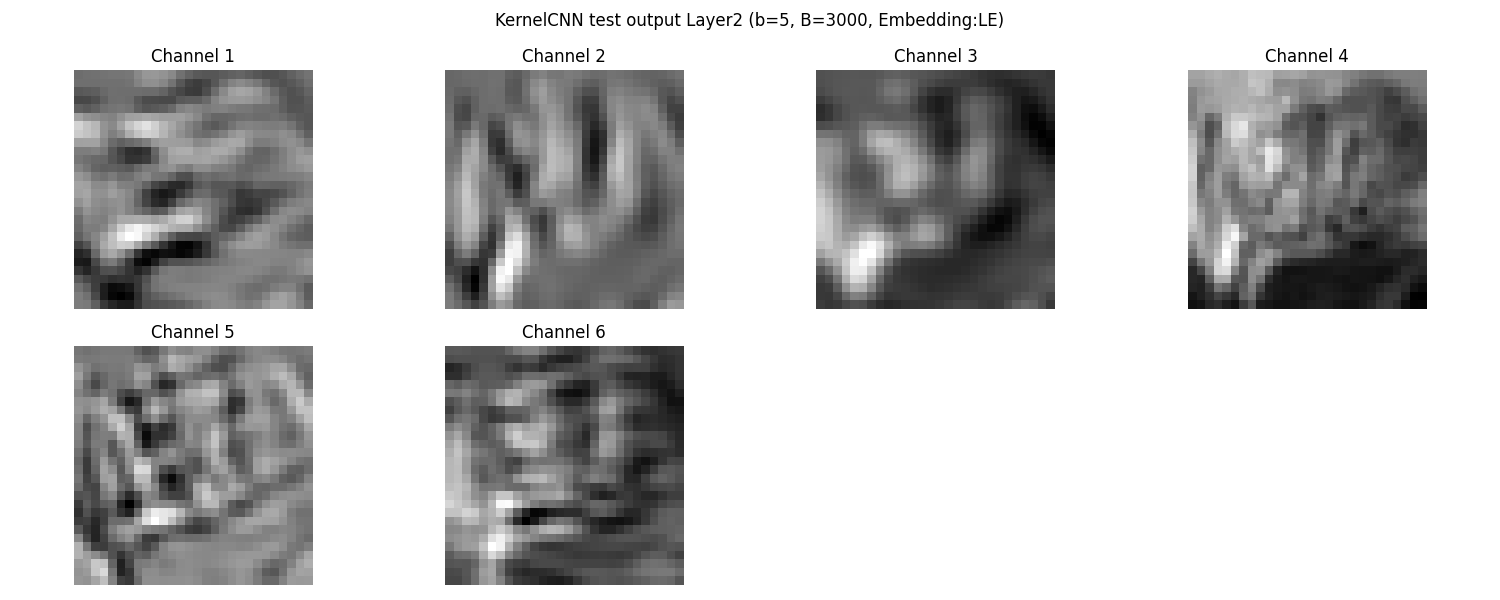 KernelCNN test output Layer2 (b=5, B=3000, Embedding:LE)
Channel 1
Channel 2
Channel 3
Channel 4
Channel 5
Channel 6